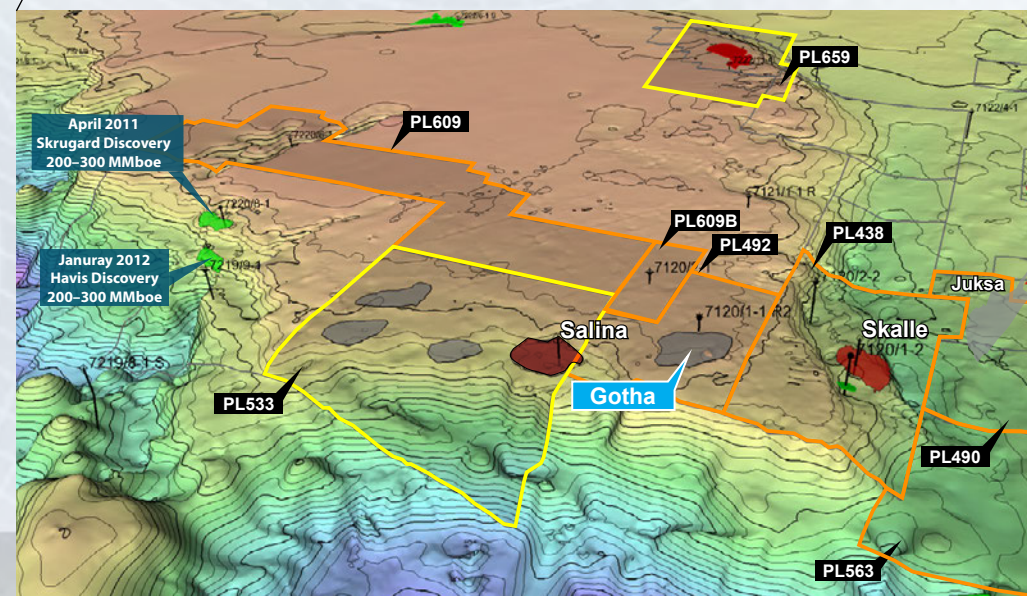 PL659
7122/4-1
April 2011
Skrugard Discovery
200–300 MMboe
PL609
7220/8-1
7121/1-1 R
PL609B
PL492
PL438
Januray 2012
Havis Discovery
200–300 MMboe
7219/9-1
Juksa
Salina
7120/1-1 R2
Skalle
7120/1-2
7219/8-1 S
PL533
Gotha
PL490
PL563